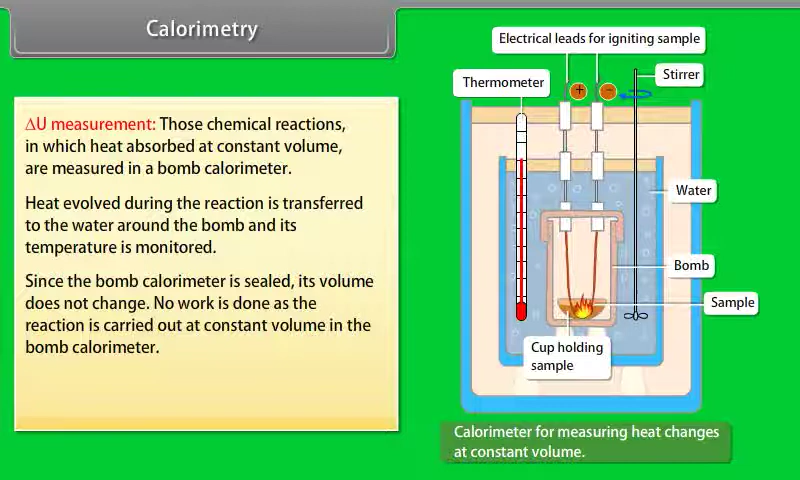 Calorimetry
ΔU measurement: Those chemical reactions,
in which heat absorbed at constant volume,
are measured in a bomb calorimeter.
Heat evolved during the reaction is transferred
to the water around the bomb and its
temperature is monitored.
Since the bomb calorimeter is sealed, its volume
does not change. No work is done as the
reaction is carried out at constant volume in the
bomb calorimeter.
Electrical leads for igniting sample
Thermometer
Stirrer
+
−
Water
Bomb
Sample
Cup holding
sample
Calorimeter for measuring heat changes
at constant volume.